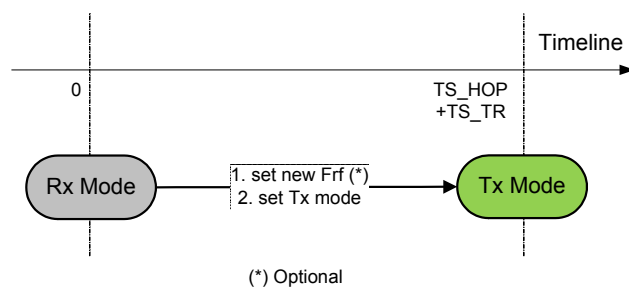 Timeline
0
TS_HOP
+TS_TR
Rx Mode
1. set new Frf (*)
2. set Tx mode
Tx Mode
(*) Optional